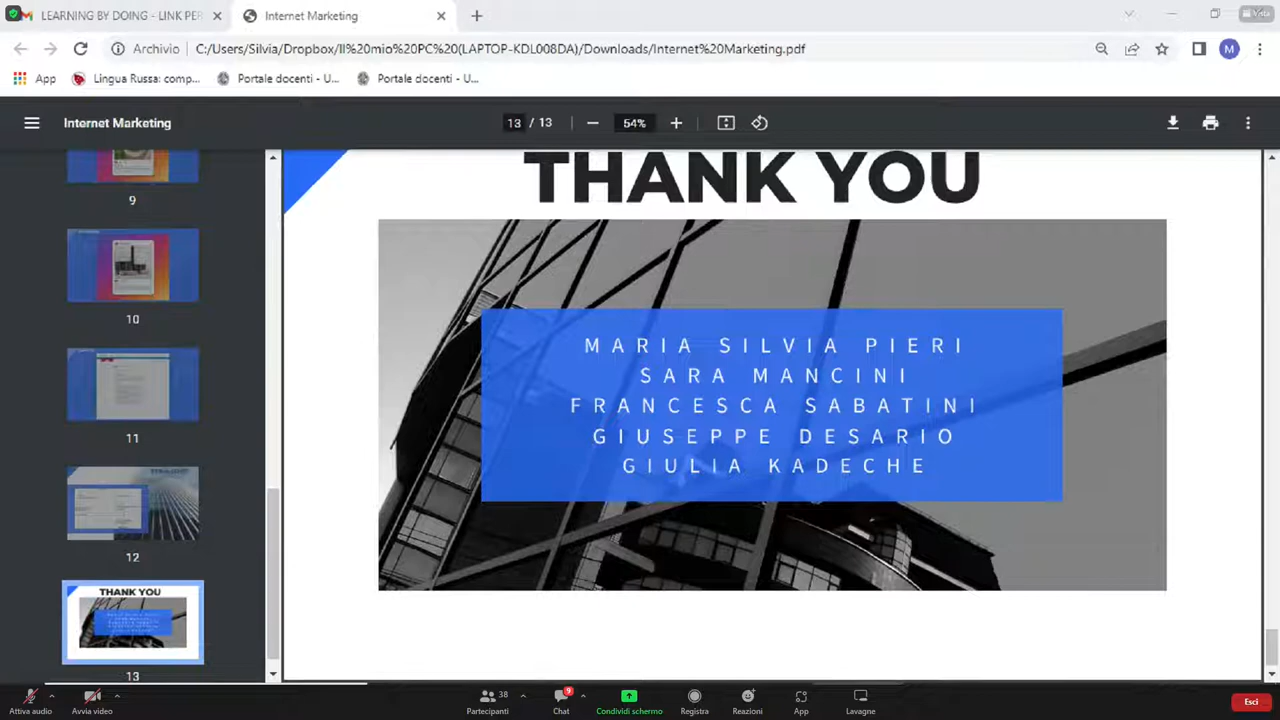 LEARNING BY DOING - LINK PER
Internet Marketing
Vista
Archivio
C:/Users/Silvia/Dropbox/Il%20mio%20PC%20(LAPTOP-KDL008DA)/Downloads/Internet%20Marketing.pdf
M
App
Lingua Russa: comp...
Portale docenti - U...
Portale docenti - U...
Internet Marketing
13 / 13
54%
9
10
11
12
THANK YOU
13
THANK YOU
MARIA SILVIA PIERI
SARA MANCINI
FRANCESCA SABATINI
GIUSEPPE DESARIO
GIULIA KADECHE
Attiva audio
Avvia video
Partecipanti
38
Chat
9
Condividi schermo
Registra
Reazioni
App
Lavagne
Esci